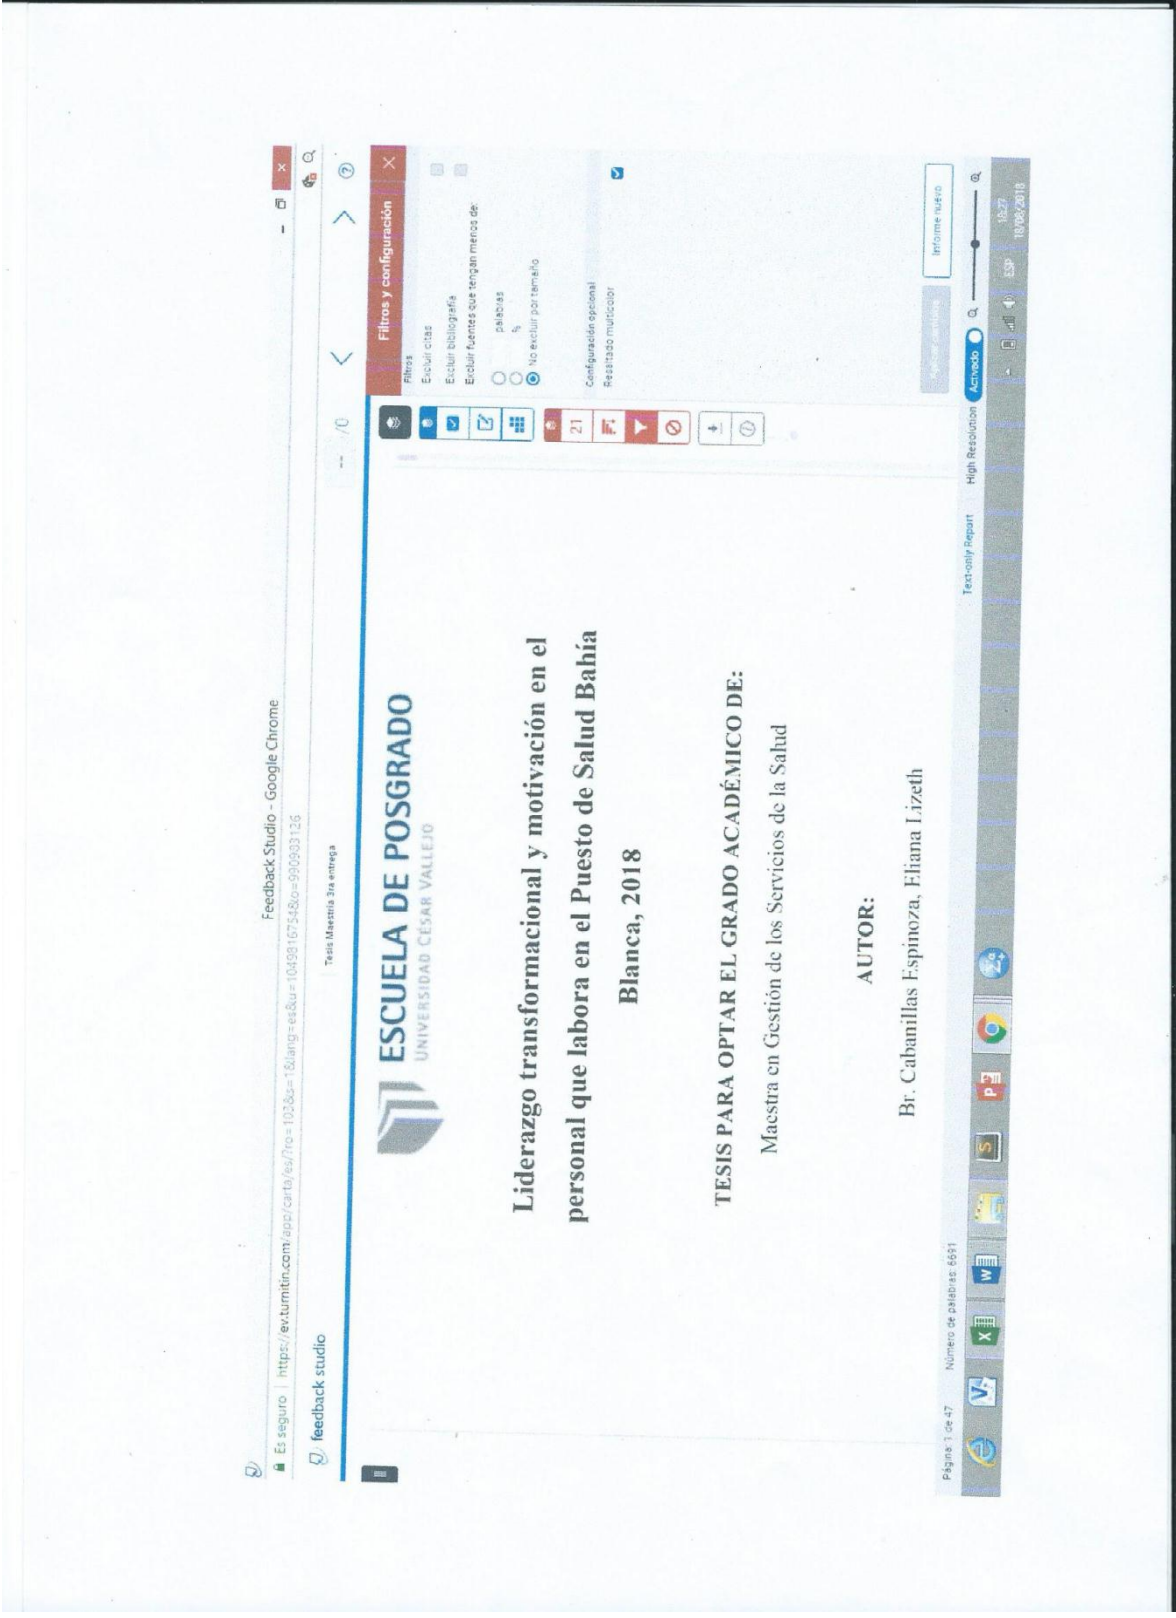 Feedback Studio - Google Chrome
Es seguro | https://ev.turnitin.com/app/carta/es/?ro=103&s=1&lang=es&u=1049816754&o=990983126
feedback studio
Tesis Maestria 3ra entrega
-- /0
?
ESCUELA DE POSGRADO
UNIVERSIDAD CÉSAR VALLEJO
Liderazgo transformacional y motivación en el
personal que labora en el Puesto de Salud Bahía
Blanca, 2018
TESIS PARA OPTAR EL GRADO ACADÉMICO DE:
Maestra en Gestión de los Servicios de la Salud
AUTOR:
Br. Cabanillas Espinoza, Eliana Lizeth
21
Filtros y configuración
Filtros
Excluir citas
Excluir bibliografía
Excluir fuentes que tengan menos de:
palabras
%
No excluir por tamaño
Configuración opcional
Resaltado multicolor
Informe nuevo
Página: 1 de 47
Número de palabras: 6691
Text-only Report
High Resolution
Activado
ESP
18:27
18/08/2018